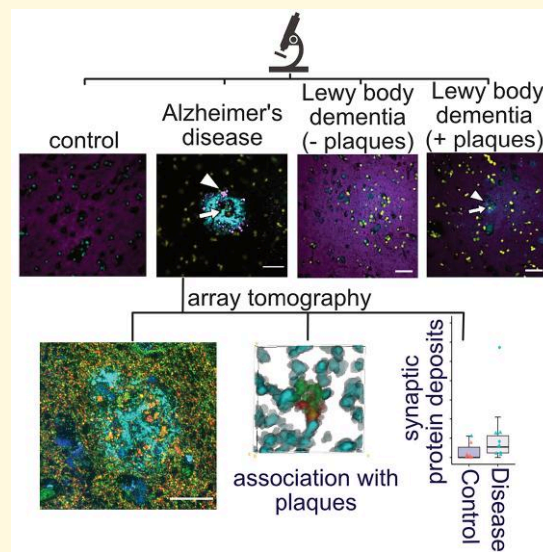 control
Alzheimer's
disease
Lewy body
dementia
(- plaques)
Lewy body
dementia
(+ plaques)
array tomography
association with
plaques
synaptic
protein deposits
Control
Disease